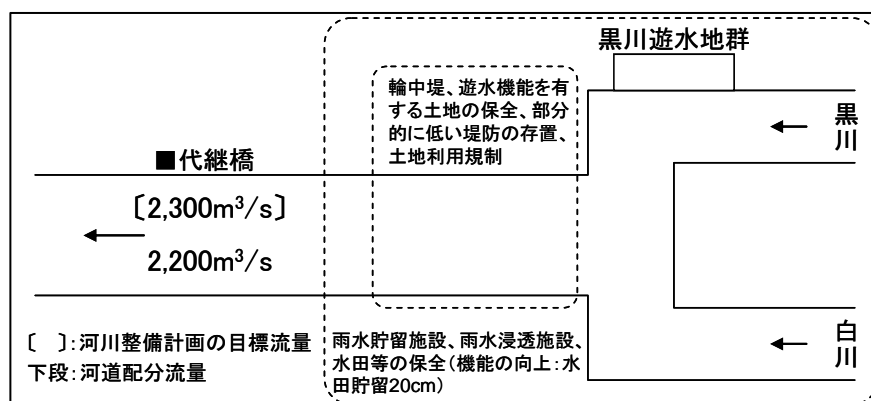 黒川遊水地群
輪中堤、遊水機能を有
する土地の保全、部分
的に低い堤防の存置、
土地利用規制
黒川
■代継橋
〔2,300m³/s〕
2,200m³/s
〔　〕:河川整備計画の目標流量
下段:河道配分流量
雨水貯留施設、雨水浸透施設、
水田等の保全(機能の向上:水
田貯留20cm)
白川